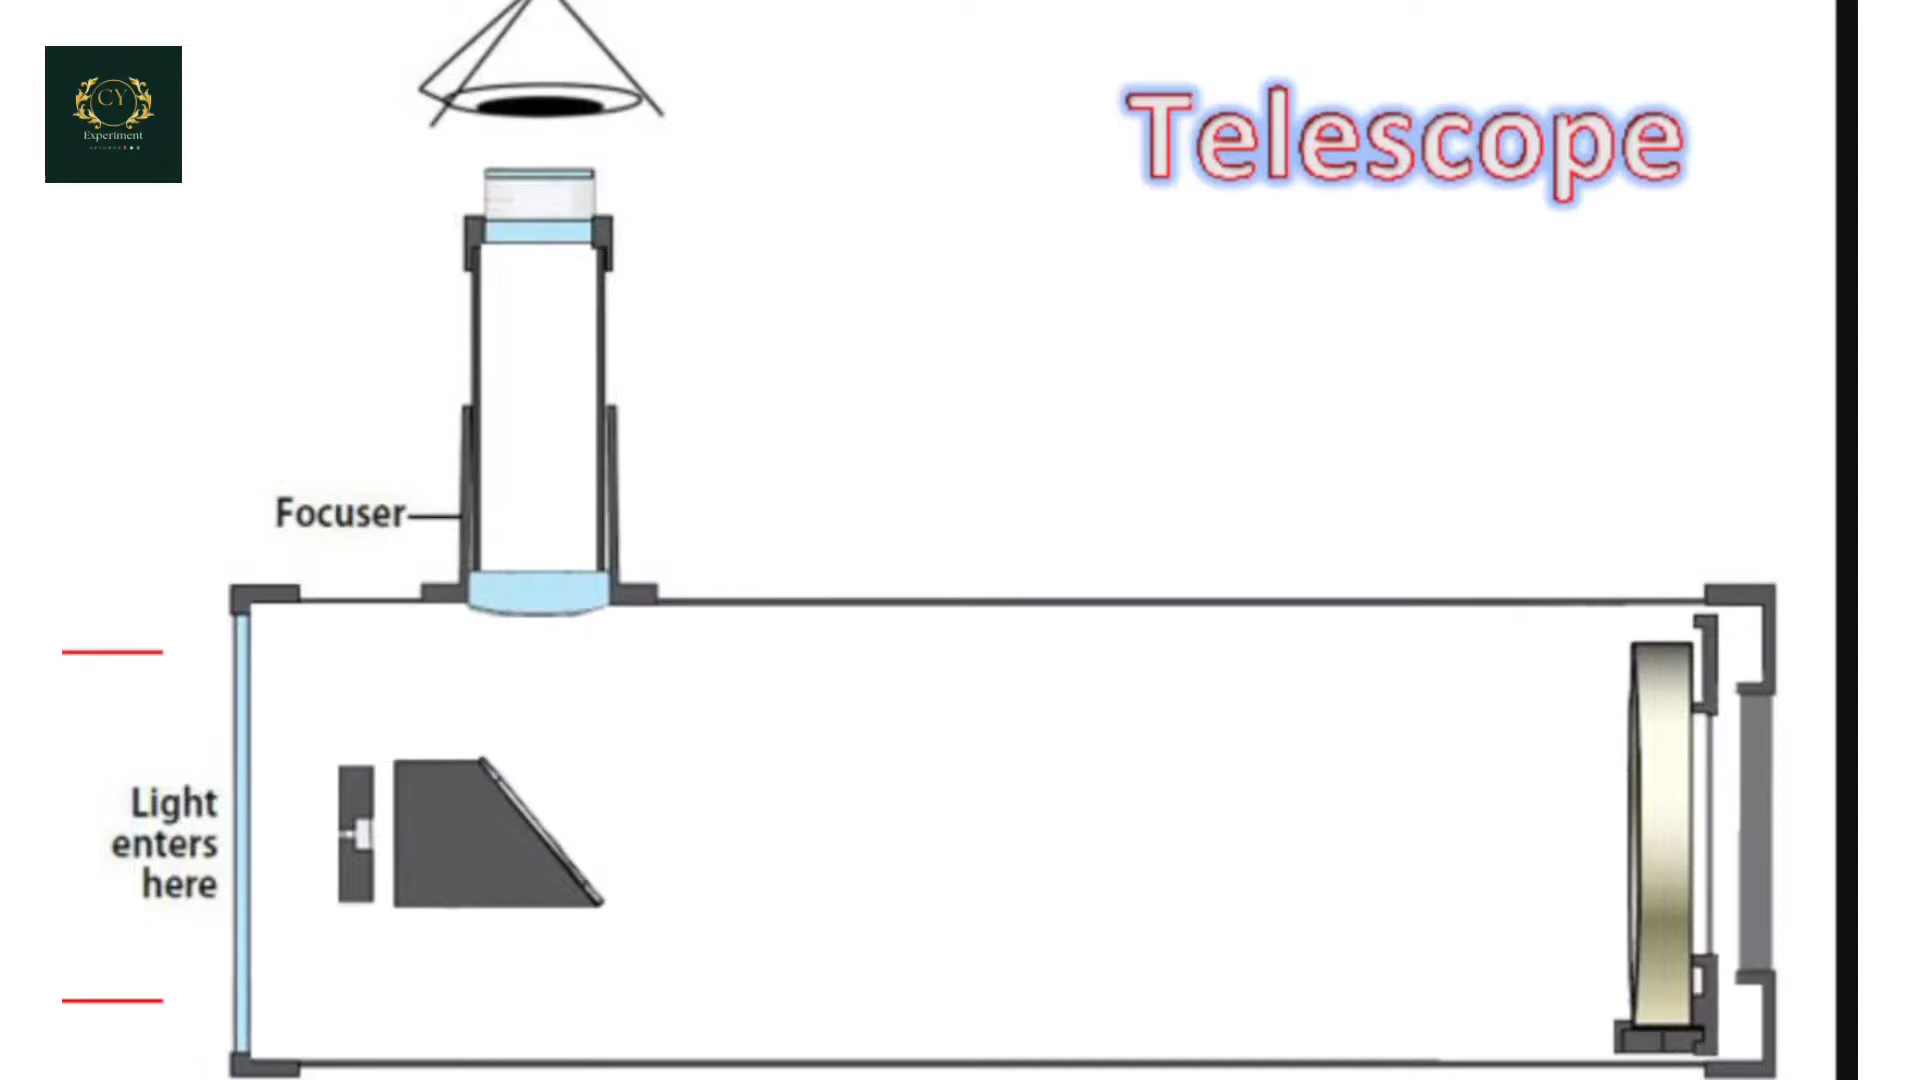 CY
Experiment
Telescope
Focuser
Light
enters
here